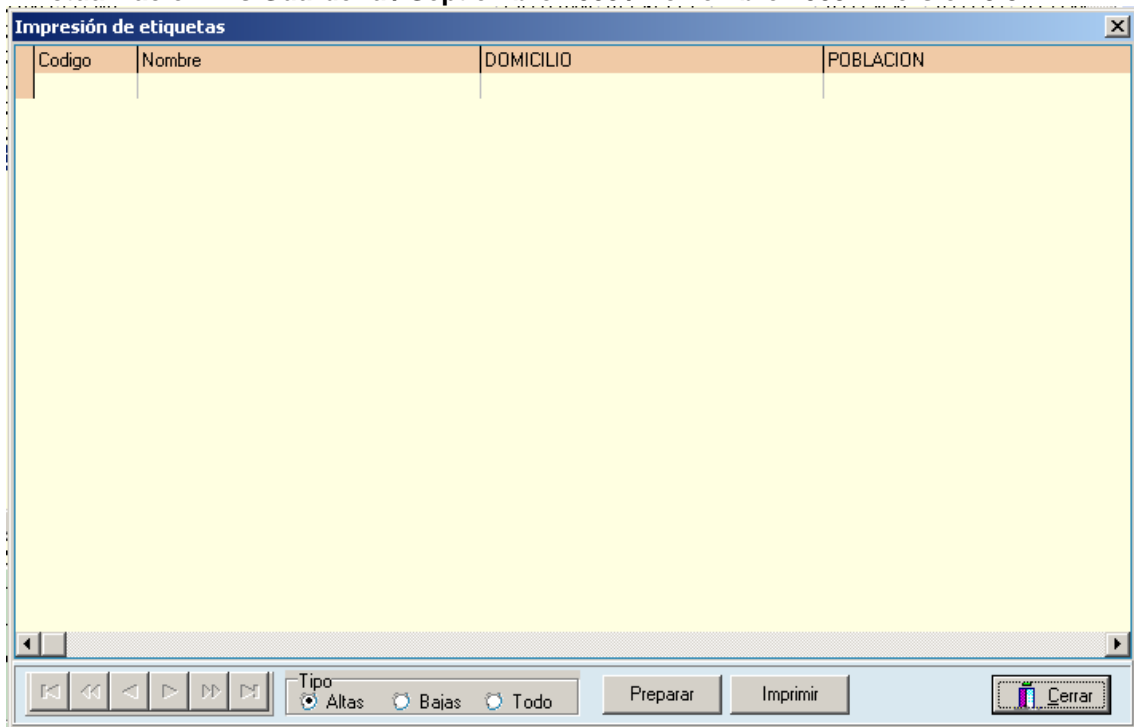 Impresión de etiquetas
Codigo Nombre DOMICILIO POBLACION
Tipo
Altas Bajas Todo
Preparar Imprimir Cerrar